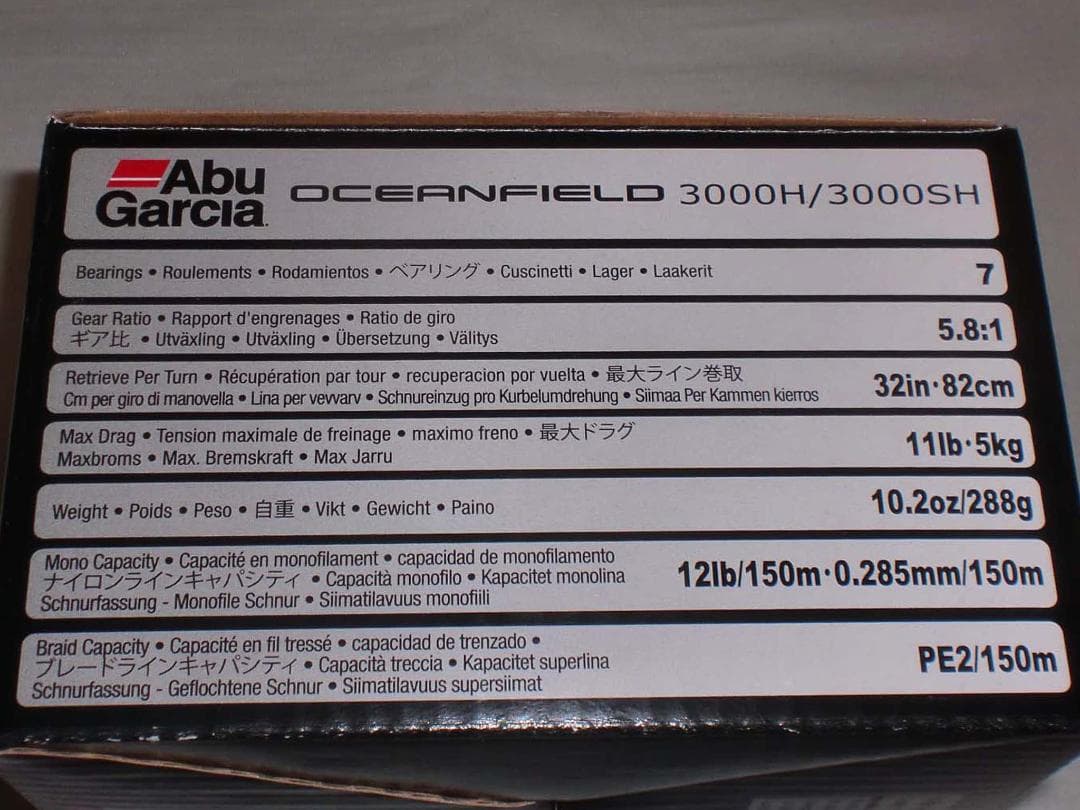 Abu Garcia OCEANFIELD 3000H/3000SH
Bearings • Roulements • Rodamientos • ベアリング • Cuscinetti • Lager • Laakerit 7
Gear Ratio • Rapport d'engrenages • Ratio de giro
ギア比 • Utväxling • Utväxling • Übersetzung • Välitys 5.8:1
Retrieve Per Turn • Récupération par tour • recuperacion por vuelta • 最大ライン巻取
Cm per giro di manovella • Lina per vevvarv • Schnureinzug pro Kurbelumdrehung • Siimaa Per Kammen kierros 32in·82cm
Max Drag • Tension maximale de freinage • maximo freno • 最大ドラグ
Maxbroms • Max. Bremskraft • Max Jarru 11lb·5kg
Weight • Poids • Peso • 自重 • Vikt • Gewicht • Paino 10.2oz/288g
Mono Capacity • Capacité en monofilament • capacidad de monofilamento
ナイロンラインキャパシティ • Capacità monofilo • Kapacitet monolina 12lb/150m·0.285mm/150m
Schnurfassung - Monofile Schnur • Siimatilavuus monofiili
Braid Capacity • Capacité en fil tressé • capacidad de trenzado •
ブレードラインキャパシティ • Capacità treccia • Kapacitet superlina PE2/150m
Schnurfassung - Geflochtene Schnur • Siimatilavuus supersiimat